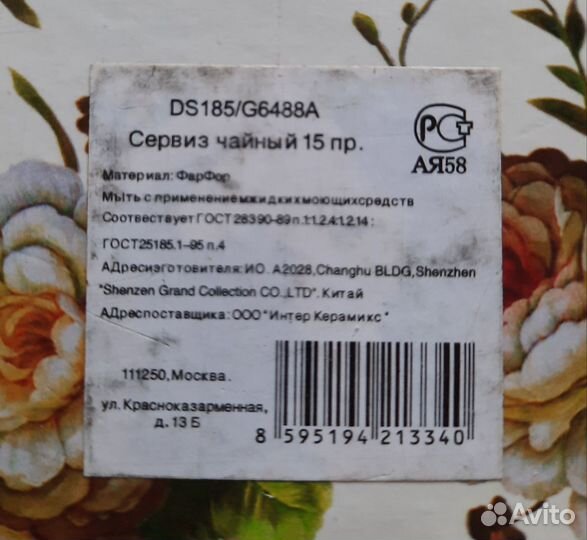 DS185/G6488A
Сервиз чайный 15 пр.
РСТ
АЯ58
Материал: ФарФор
Мыть с применением жидких моющих средств
Соотвествует ГОСТ 28390-89 п.1.1.2.4:1.2.14 :
ГОСТ25185.1-95 п.4
АДрес изготовителя: ИО. A2028,Changhu BLDG,Shenzhen
"Shenzen Grand Collection CO.,LTD". Китай
АДрес поставщика: ООО "Интер Керамикс"
111250,Москва.
ул. Красноказарменная,
д. 13 Б
8 595194 213340
Avito